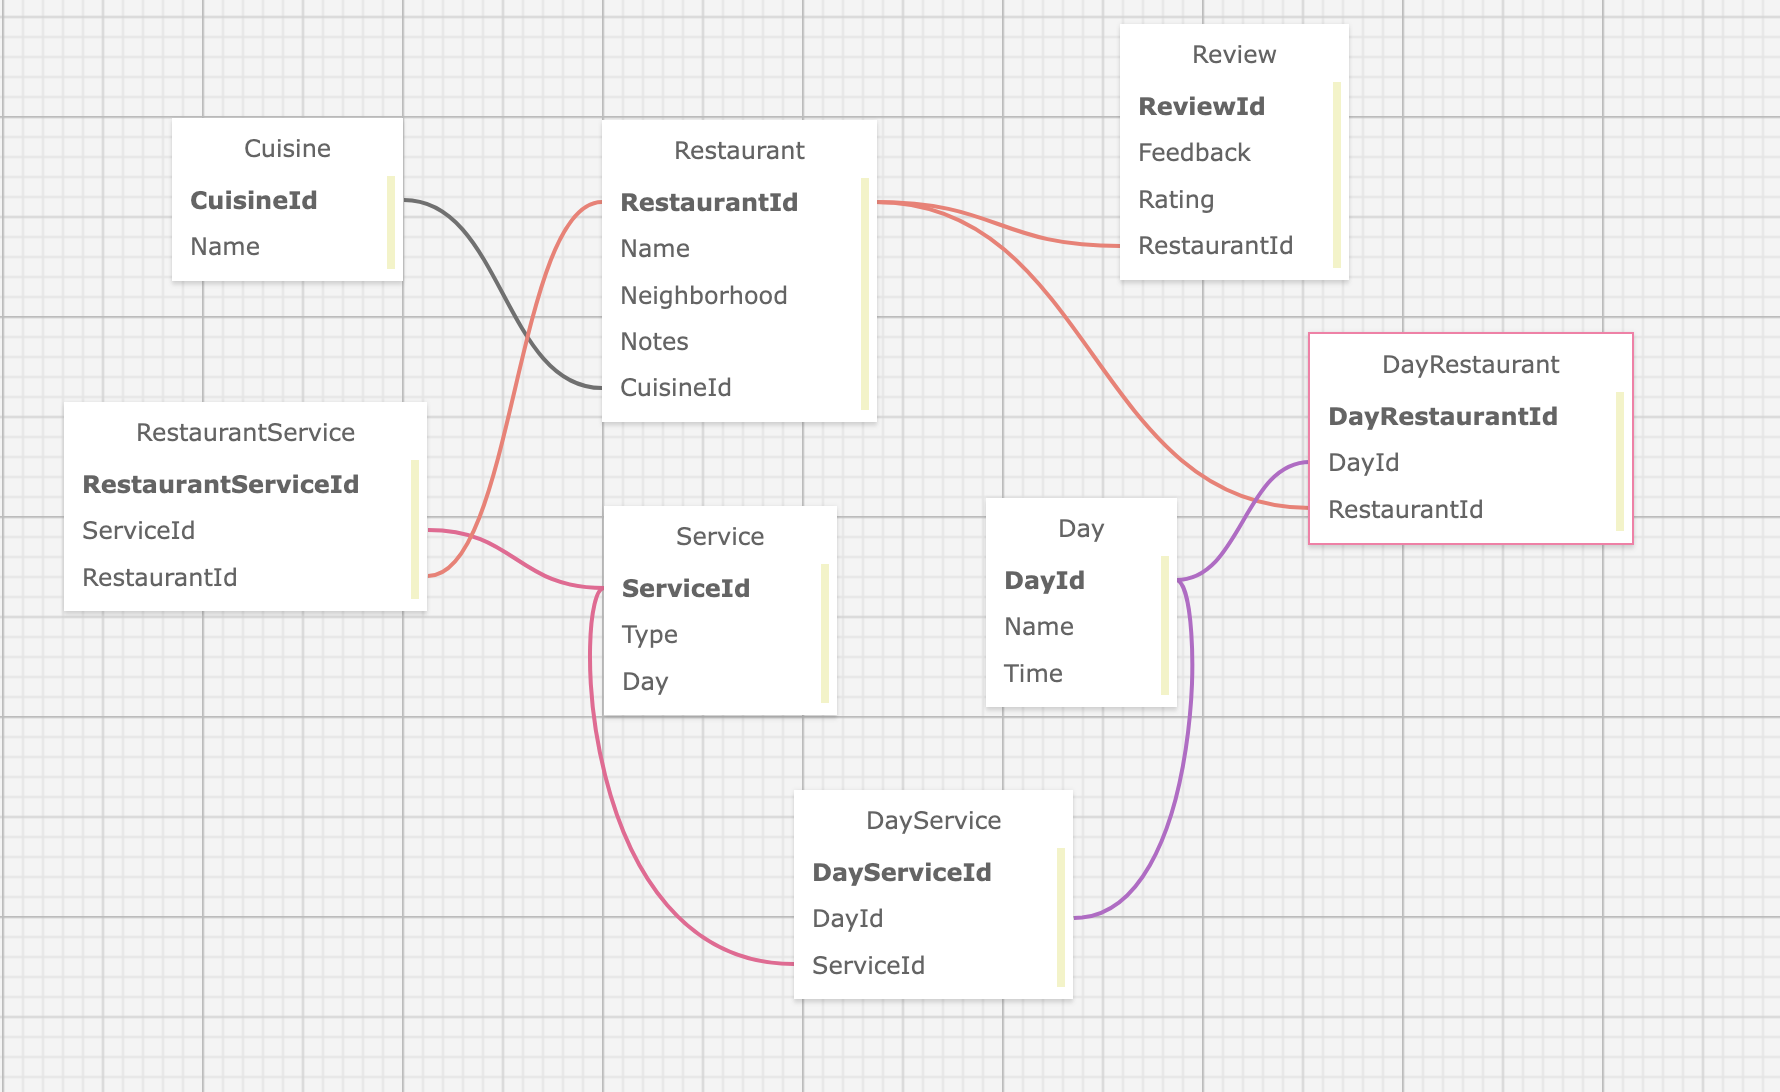 Review
ReviewId
Feedback
Rating
RestaurantId
Cuisine
CuisineId
Name
Restaurant
RestaurantId
Name
Neighborhood
Notes
CuisineId
DayRestaurant
DayRestaurantId
DayId
RestaurantId
RestaurantService
RestaurantServiceId
ServiceId
RestaurantId
Service
ServiceId
Type
Day
Day
DayId
Name
Time
DayService
DayServiceId
DayId
ServiceId